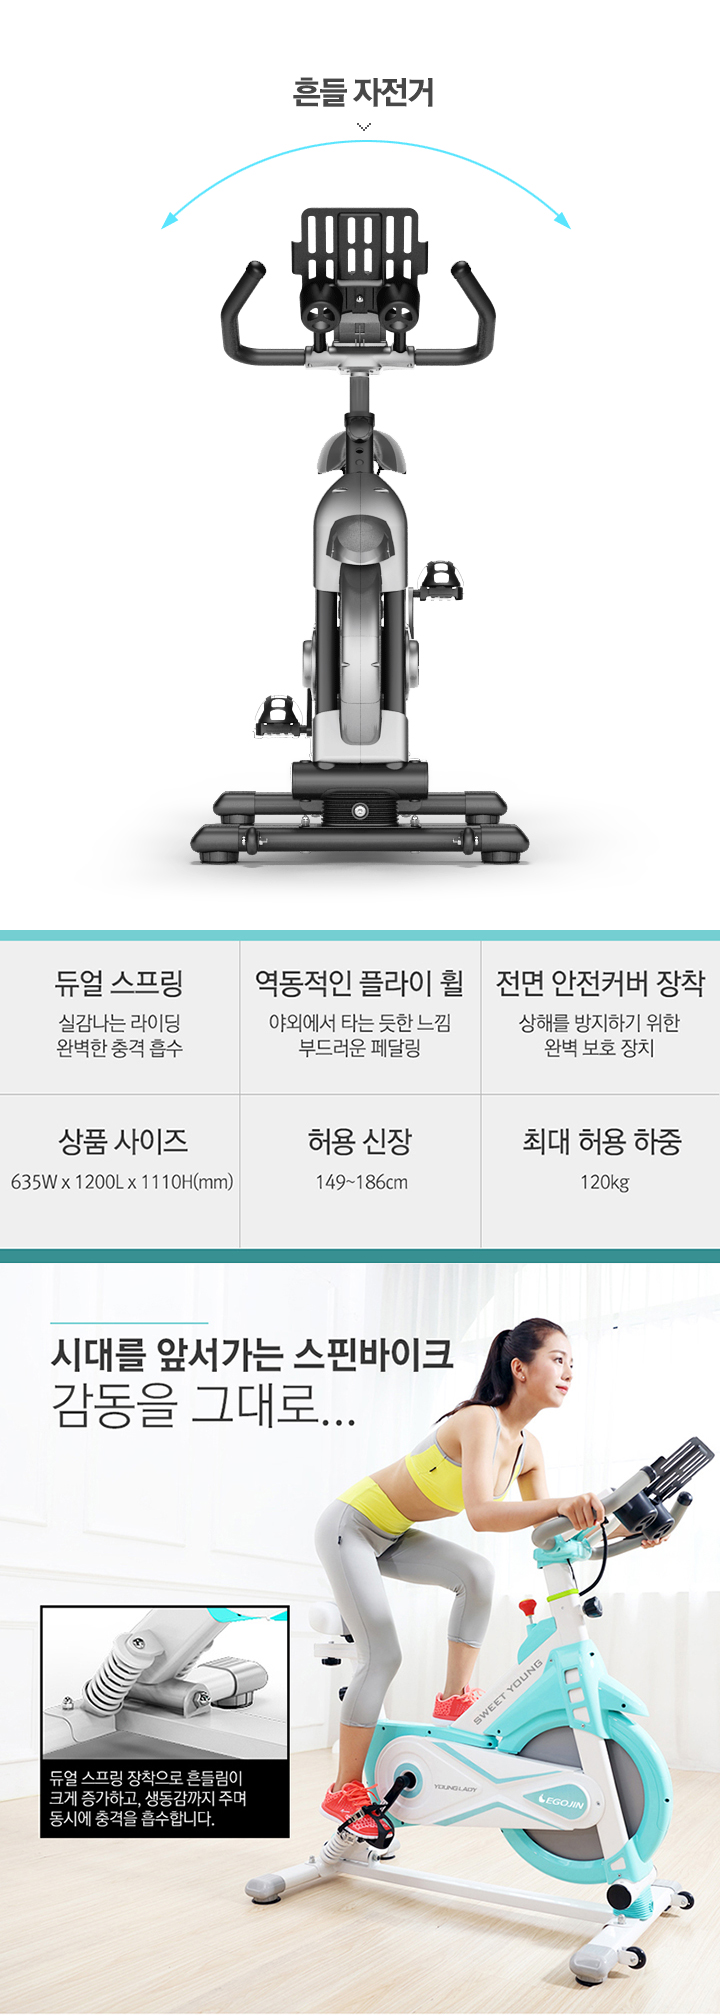 흔들 자전거
듀얼 스프링
실감나는 라이딩
완벽한 충격 흡수
역동적인 플라이 휠
야외에서 타는 듯한 느낌
부드러운 페달링
전면 안전커버 장착
상해를 방지하기 위한
완벽 보호 장치
상품 사이즈
635W x 1200L x 1110H(mm)
허용 신장
149~186cm
최대 허용 하중
120kg
시대를 앞서가는 스핀바이크
감동을 그대로...
듀얼 스프링 장착으로 흔들림이
크게 증가하고, 생동감까지 주며
동시에 충격을 흡수합니다.
SWEET YOUNG
YOUNG LADY
EGOJIN